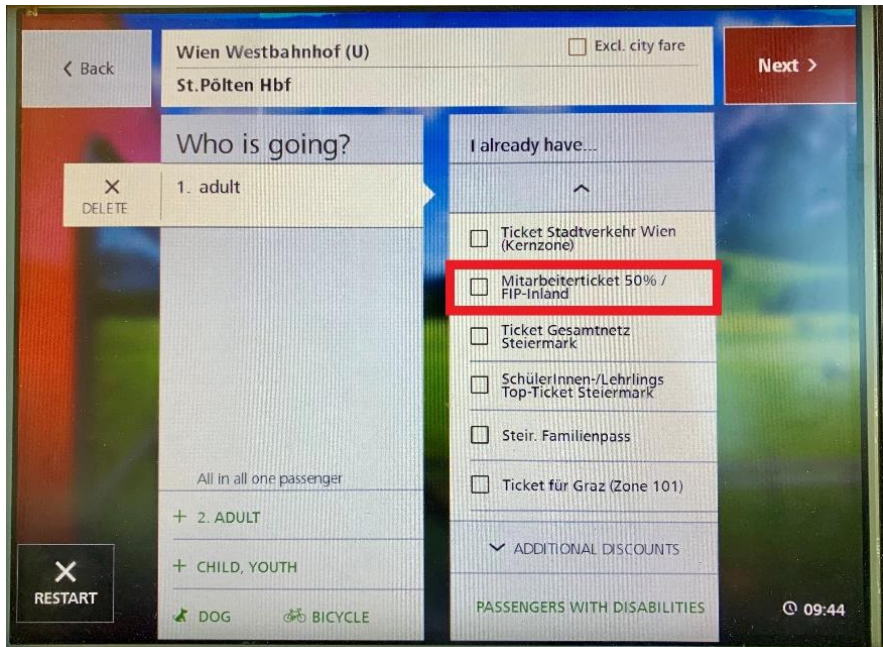 Back
Wien Westbahnhof (U)
Excl. city fare
St.Pölten Hbf
Next
Who is going?
DELETE
1. adult
All in all one passenger
+ 2. ADULT
+ CHILD, YOUTH
DOG
BICYCLE
I already have...
Ticket Stadtverkehr Wien
(Kernzone)
Mitarbeiterticket 50% /
FIP-Inland
Ticket Gesamtnetz
Steiermark
SchülerInnen-/Lehrlings
Top-Ticket Steiermark
Steir. Familienpass
Ticket für Graz (Zone 101)
ADDITIONAL DISCOUNTS
PASSENGERS WITH DISABILITIES
RESTART
09:44